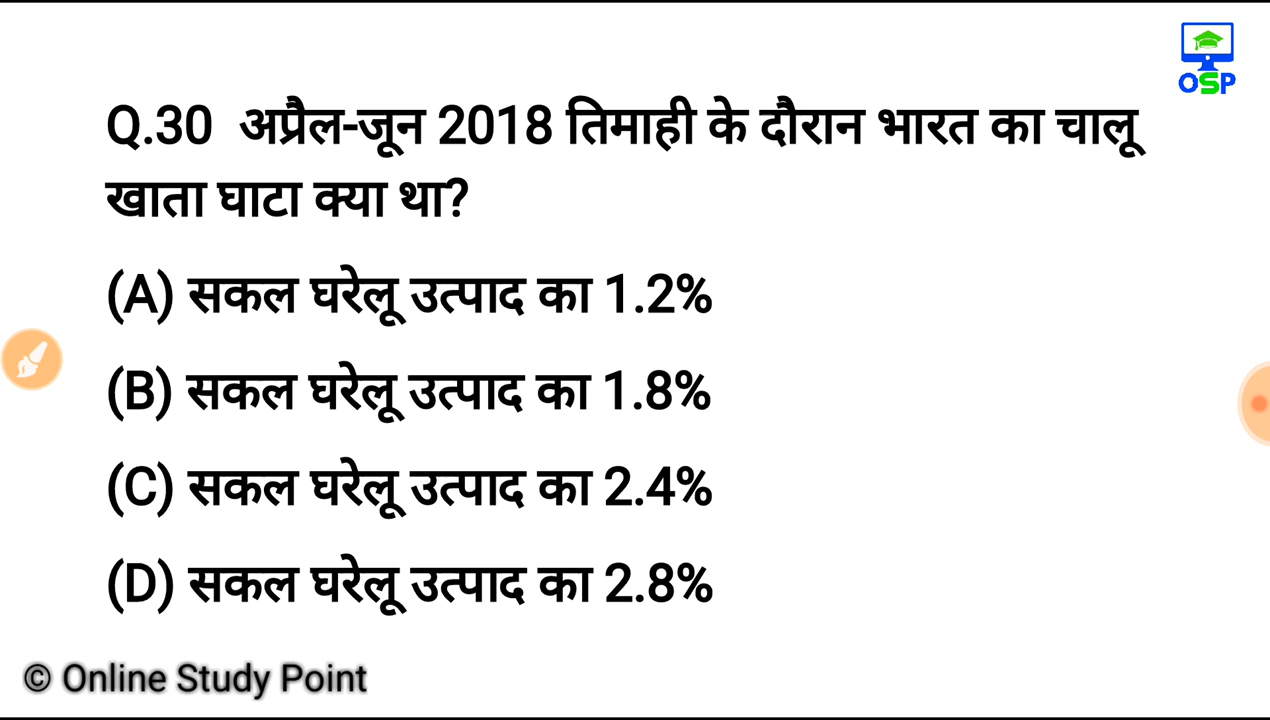 OSP
Q.30 अप्रैल-जून 2018 तिमाही के दौरान भारत का चालू
खाता घाटा क्या था?
(A) सकल घरेलू उत्पाद का 1.2%
(B) सकल घरेलू उत्पाद का 1.8%
(C) सकल घरेलू उत्पाद का 2.4%
(D) सकल घरेलू उत्पाद का 2.8%
© Online Study Point